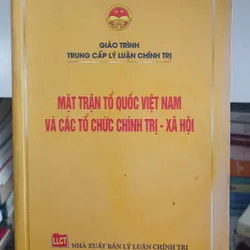 GIÁO TRÌNH
TRUNG CẤP LÝ LUẬN CHÍNH TRỊ
MẶT TRẬN TỔ QUỐC VIỆT NAM
VÀ CÁC TỔ CHỨC CHÍNH TRỊ - XÃ HỘI
LLCT
NHÀ XUẤT BẢN LÝ LUẬN CHÍNH TRỊ